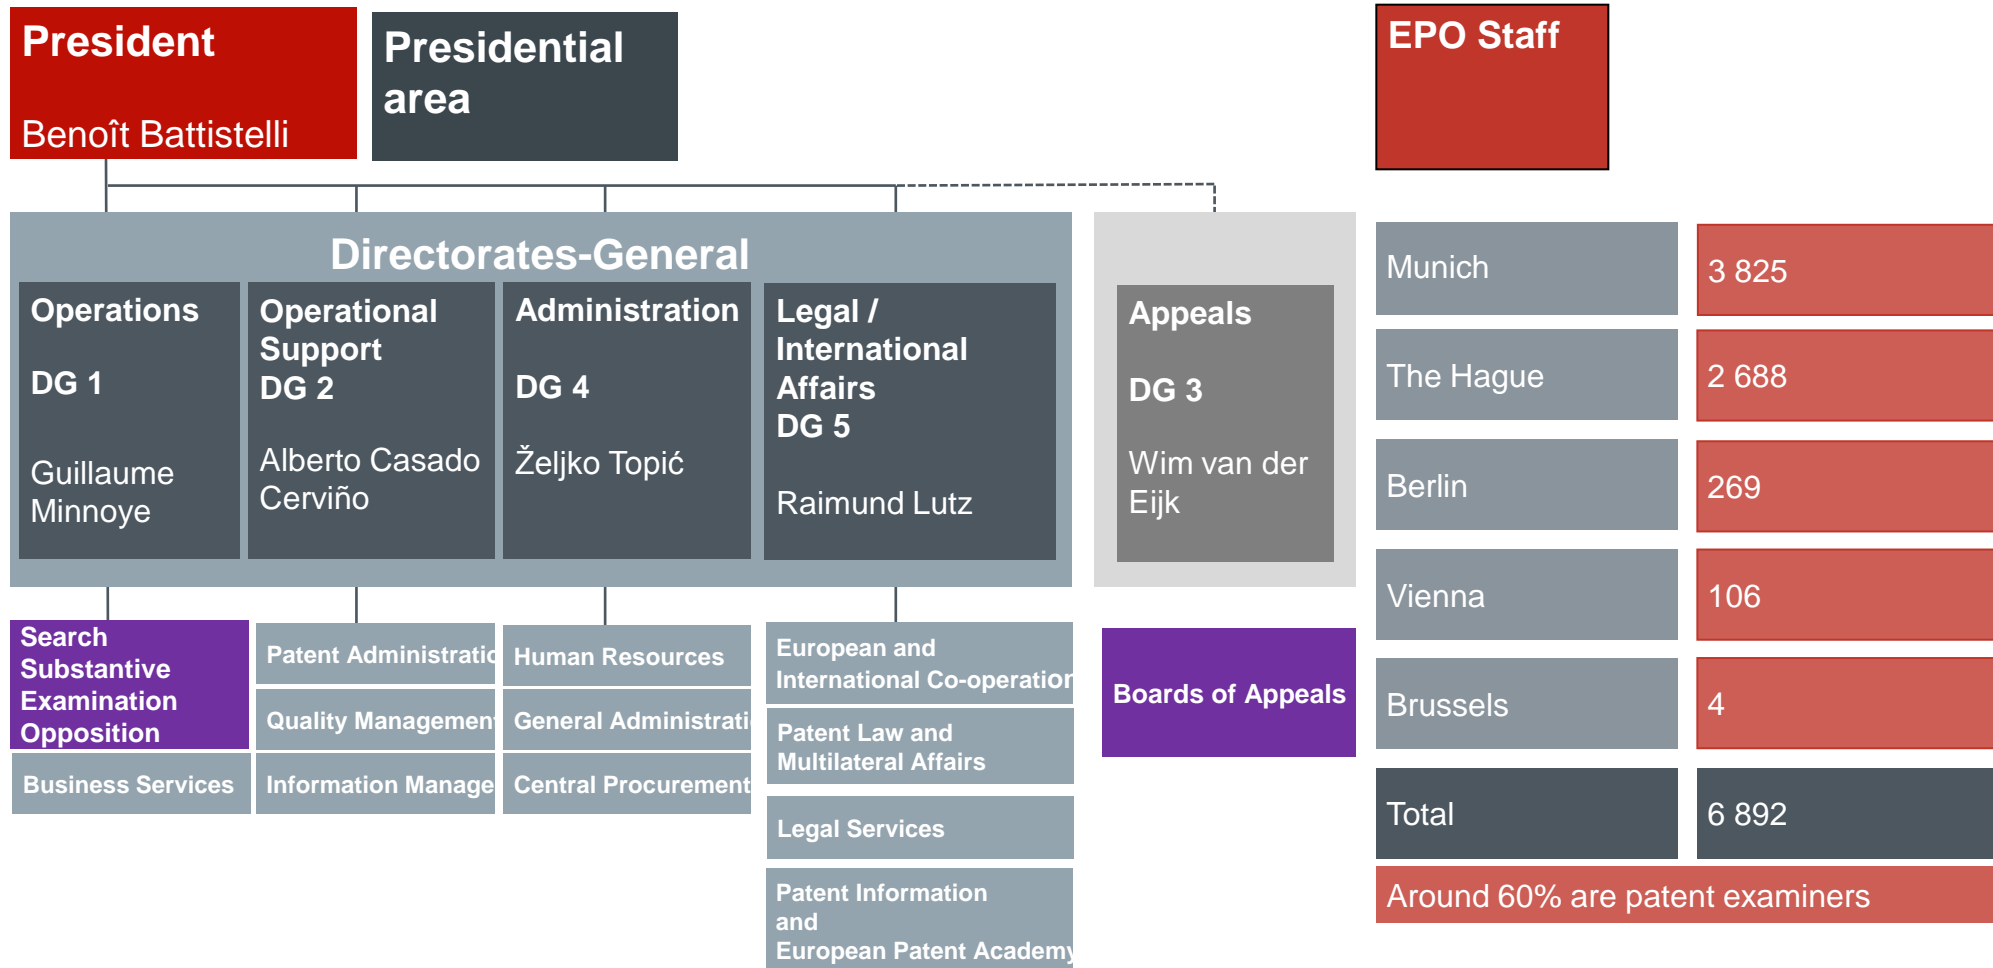 President
Benoît Battistelli
Presidential
area
EPO Staff
Directorates-General
Operations
DG 1
Guillaume
Minnoye
Operational
Support
DG 2
Alberto Casado
Cerviño
Administration
DG 4
Željko Topić
Legal /
International
Affairs
DG 5
Raimund Lutz
Appeals
DG 3
Wim van der
Eijk
Search
Substantive
Examination
Opposition
Business Services
Patent Administratio
Quality Managemen
Information Manage
Human Resources
General Administrati
Central Procurement
European and
International Co-operation
Patent Law and
Multilateral Affairs
Legal Services
Patent Information
and
European Patent Academy
Boards of Appeals
Munich 3 825
The Hague 2 688
Berlin 269
Vienna 106
Brussels 4
Total 6 892
Around 60% are patent examiners